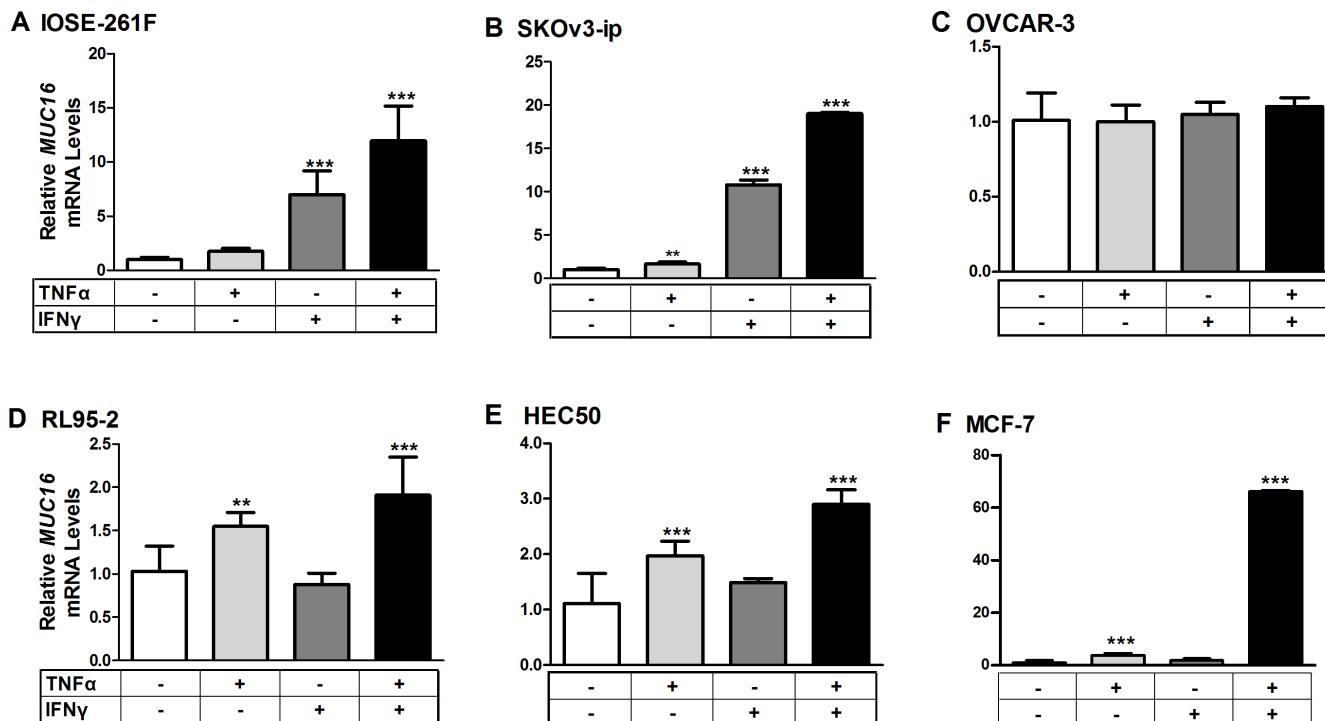 A IOSE-261F
Relative MUC16
mRNA Levels
20
15
10
5
0
***
***
TNFα - + - +
IFNγ - - + +
B SKOv3-ip
25
20
15
10
5
0
**
***
***
- + - +
- - + +
C OVCAR-3
1.5
1.0
0.5
0.0
- + - +
- - + +
D RL95-2
Relative MUC16
mRNA Levels
2.5
2.0
1.5
1.0
0.5
0.0
**
***
TNFα - + - +
IFNγ - - + +
E HEC50
4.0
3.0
2.0
1.0
0.0
***
***
- + - +
- - + +
F MCF-7
80
60
40
20
0
***
***
- + - +
- - + +